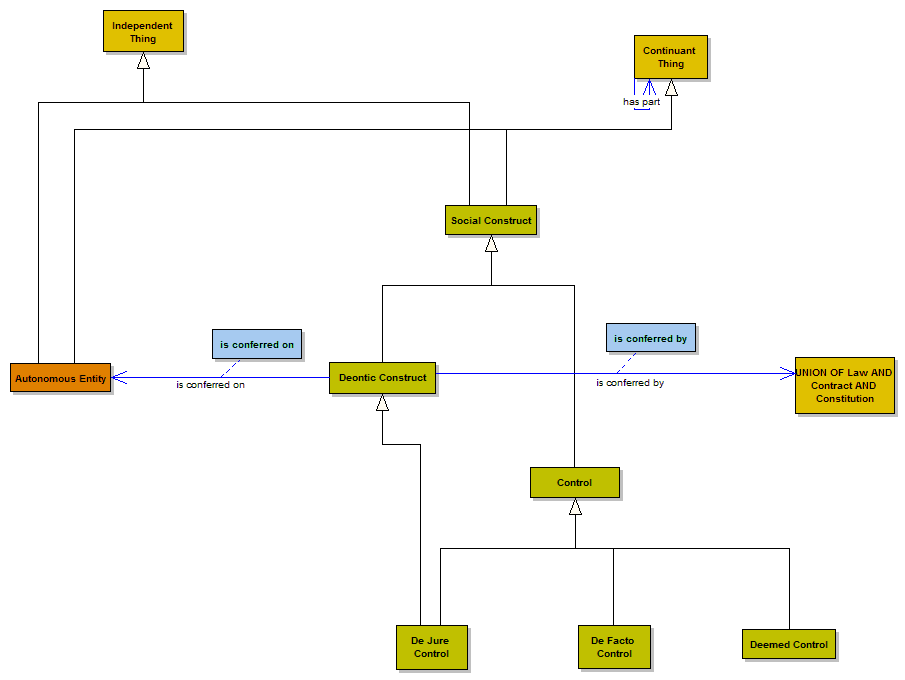 Independent
Thing
Continuant
Thing
has part
Social Construct
is conferred on
is conferred by
Autonomous Entity
is conferred on
Deontic Construct
is conferred by
UNION OF Law AND
Contract AND
Constitution
Control
De Jure
Control
De Facto
Control
Deemed Control